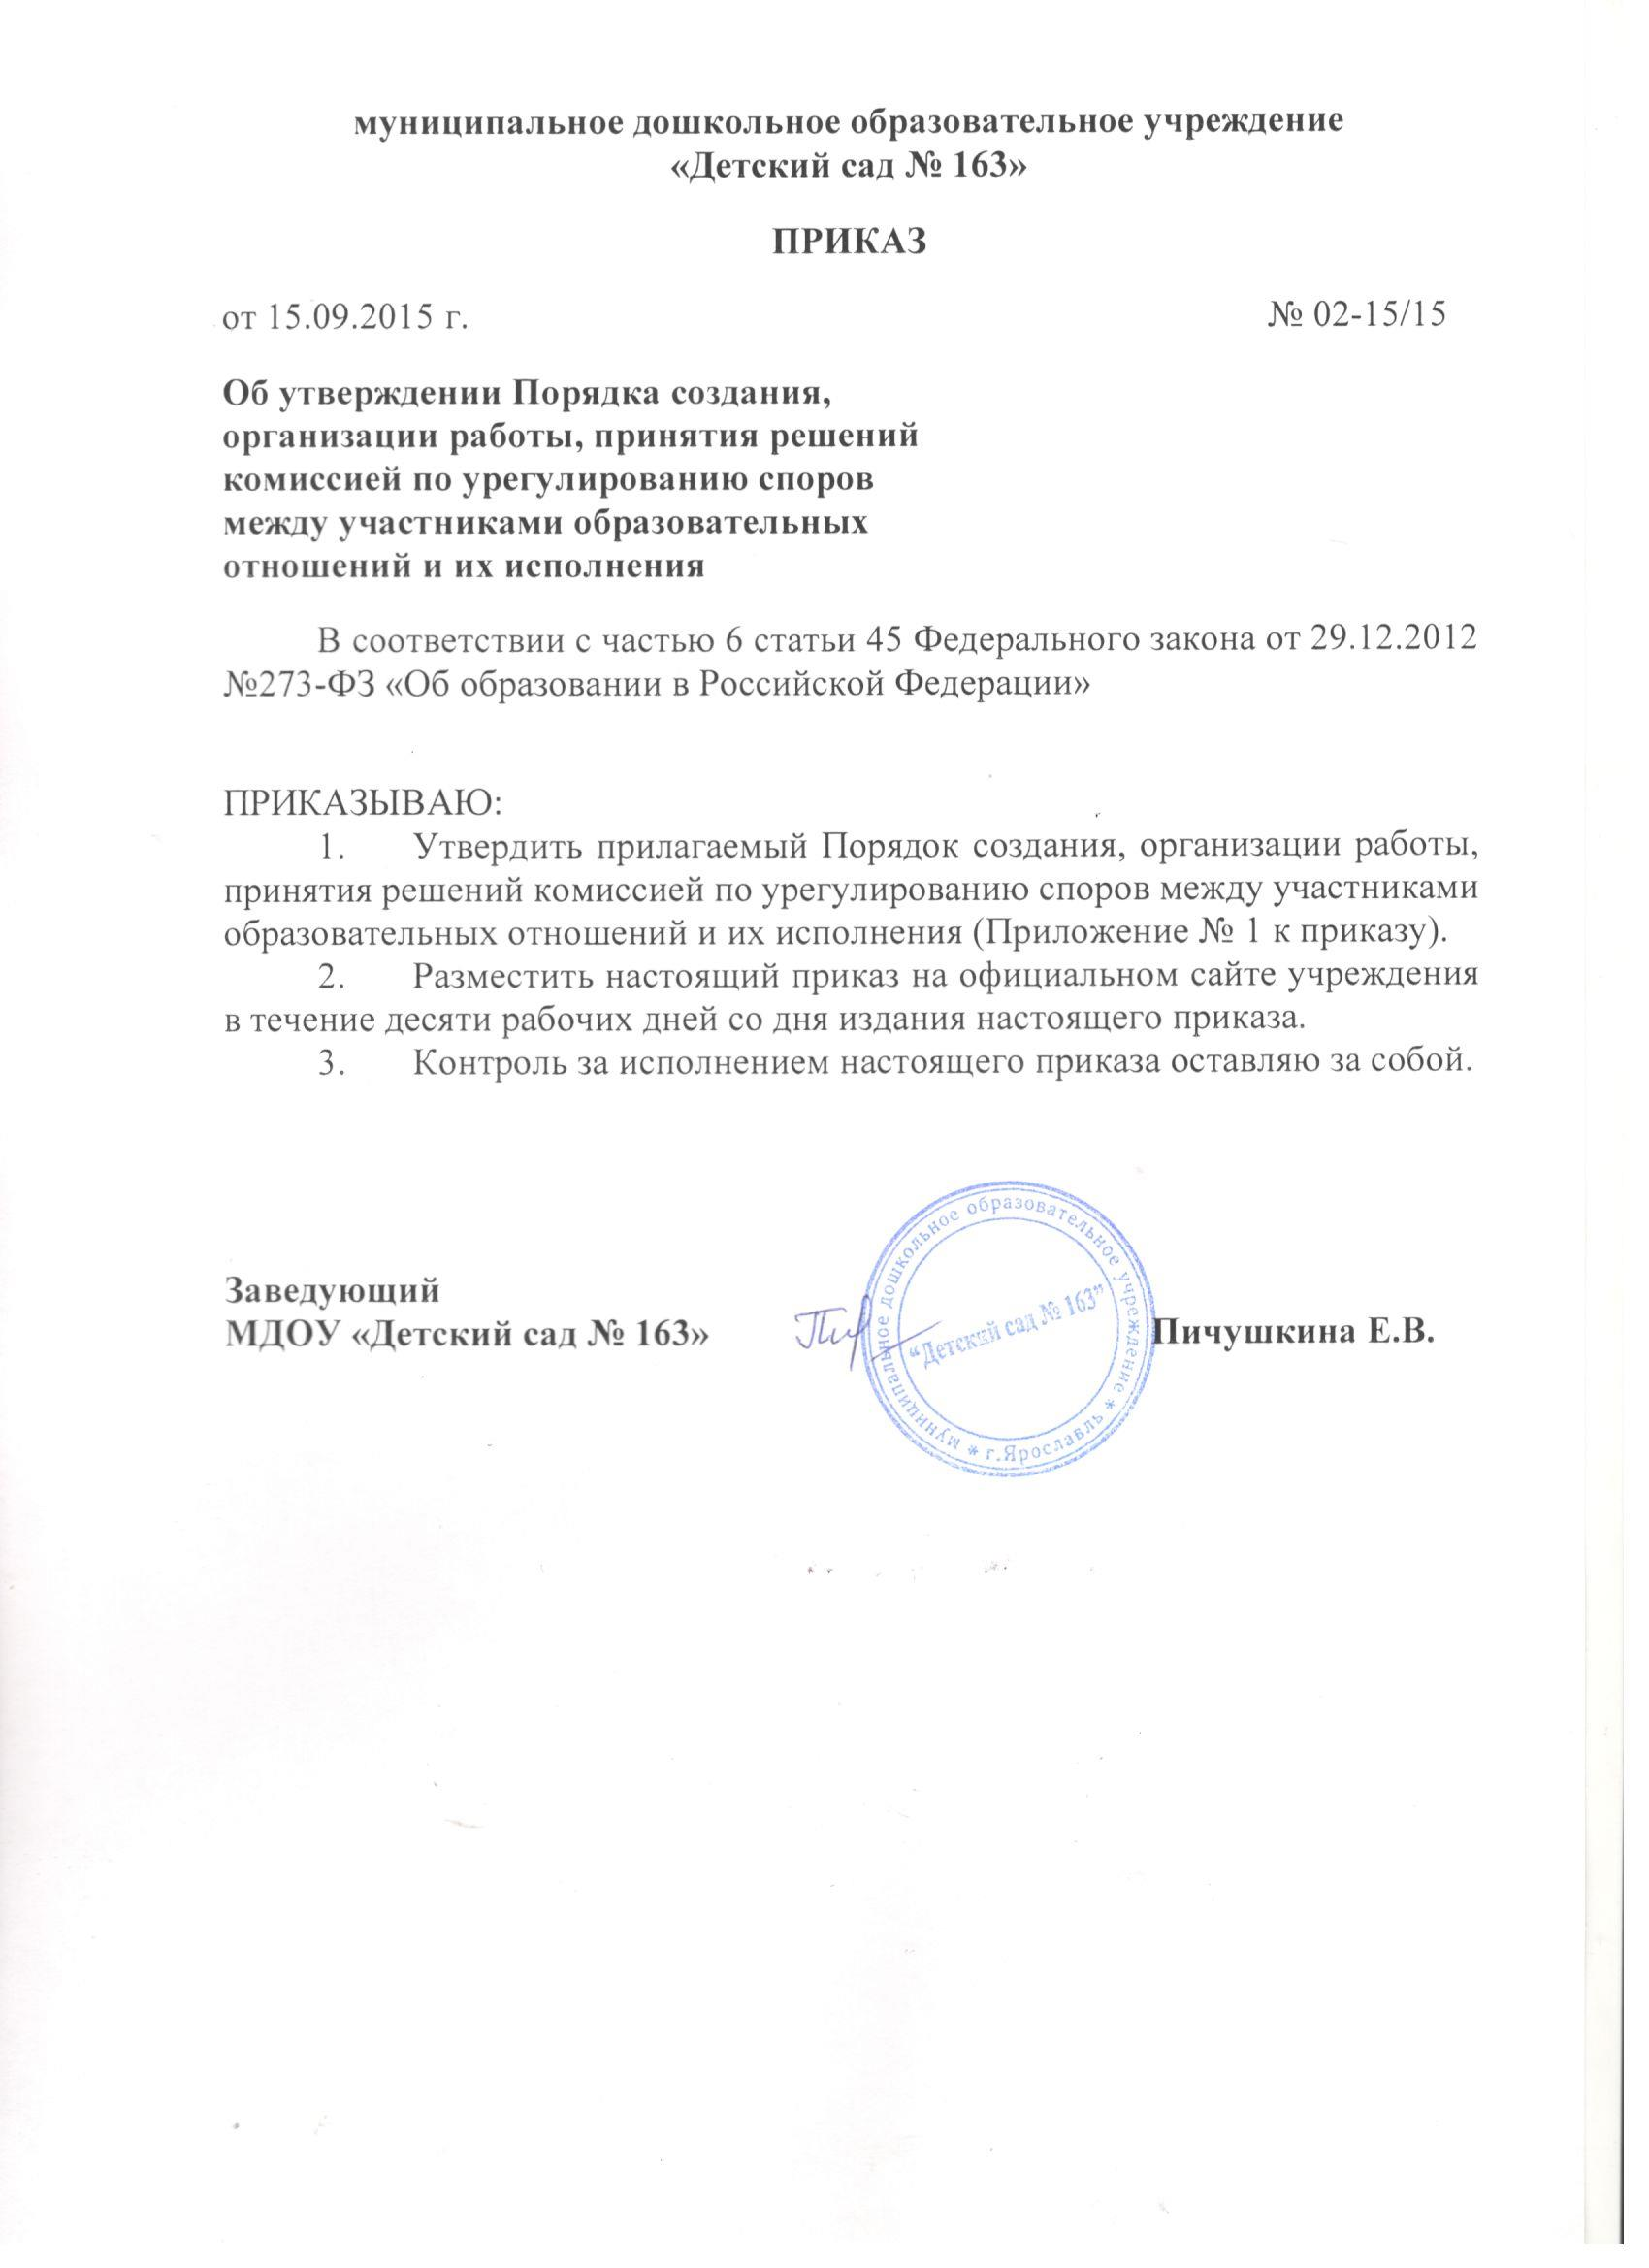 муниципальное дошкольное образовательное учреждение
«Детский сад № 163»
ПРИКАЗ
от 15.09.2015 г. № 02-15/15
Об утверждении Порядка создания,
организации работы, принятия решений
комиссией по урегулированию споров
между участниками образовательных
отношений и их исполнения
В соответствии с частью 6 статьи 45 Федерального закона от 29.12.2012
№273-ФЗ «Об образовании в Российской Федерации»
ПРИКАЗЫВАЮ:
1. Утвердить прилагаемый Порядок создания, организации работы,
принятия решений комиссией по урегулированию споров между участниками
образовательных отношений и их исполнения (Приложение № 1 к приказу).
2. Разместить настоящий приказ на официальном сайте учреждения
в течение десяти рабочих дней со дня издания настоящего приказа.
3. Контроль за исполнением настоящего приказа оставляю за собой.
Заведующий
МДОУ «Детский сад № 163» Пичушкина Е.В.
* муниципальное дошкольное образовательное учреждение * г.Ярославль
“Детский сад № 163”